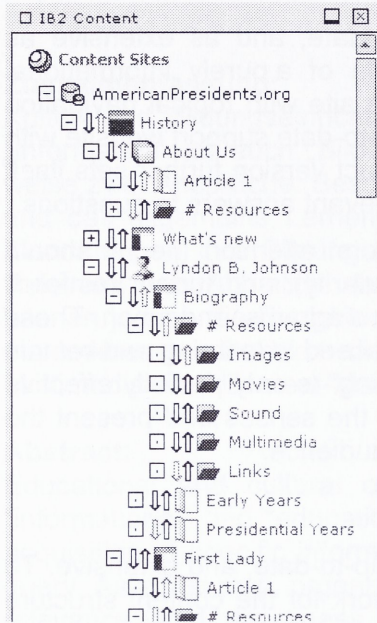 IB2 Content
Content Sites
AmericanPresidents.org
History
About Us
Article 1
# Resources
What's new
Lyndon B. Johnson
Biography
# Resources
Images
Movies
Sound
Multimedia
Links
Early Years
Presidential Years
First Lady
Article 1
# Resources